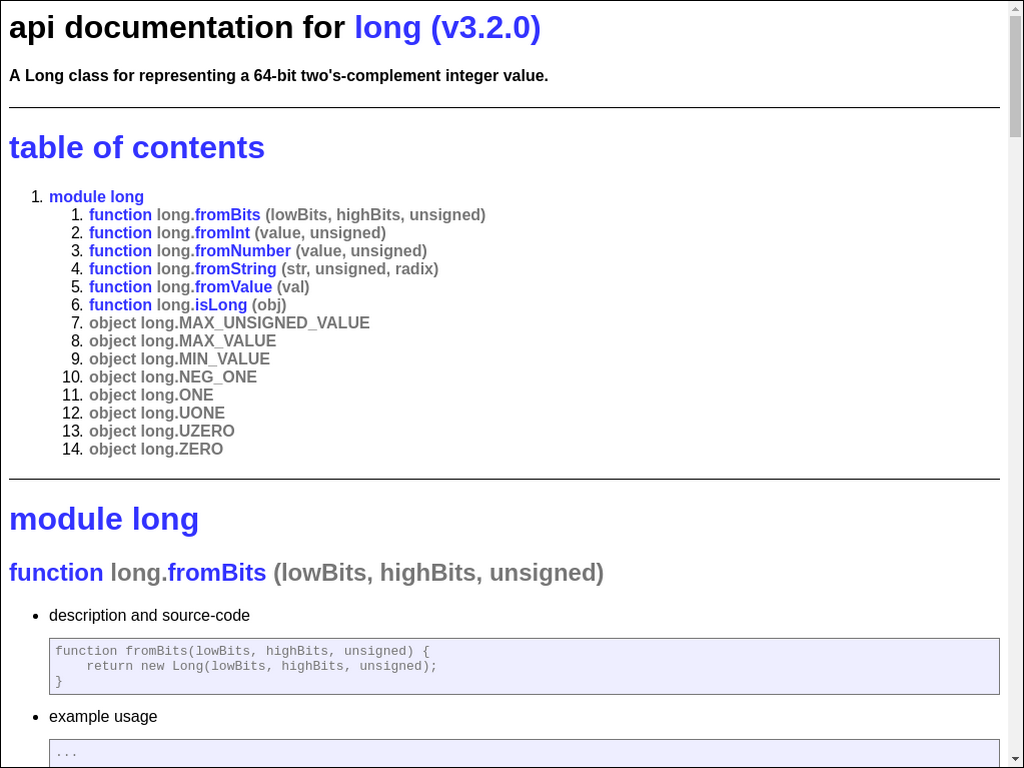 api documentation for long (v3.2.0)
A Long class for representing a 64-bit two's-complement integer value.
table of contents
1. module long
1. function long.fromBits (lowBits, highBits, unsigned)
2. function long.fromInt (value, unsigned)
3. function long.fromNumber (value, unsigned)
4. function long.fromString (str, unsigned, radix)
5. function long.fromValue (val)
6. function long.isLong (obj)
7. object long.MAX_UNSIGNED_VALUE
8. object long.MAX_VALUE
9. object long.MIN_VALUE
10. object long.NEG_ONE
11. object long.ONE
12. object long.UONE
13. object long.UZERO
14. object long.ZERO
module long
function long.fromBits (lowBits, highBits, unsigned)
• description and source-code
function fromBits(lowBits, highBits, unsigned) {
    return new Long(lowBits, highBits, unsigned);
}
• example usage
...